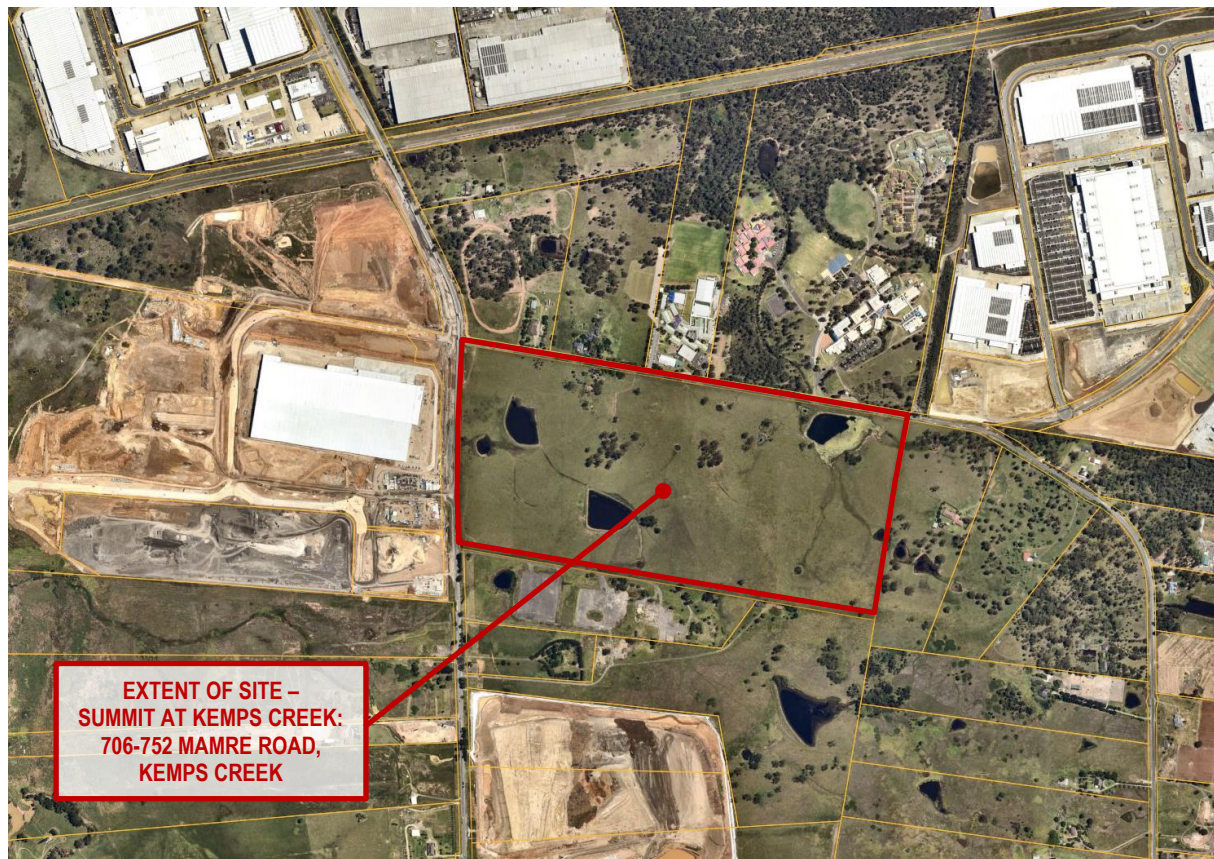 EXTENT OF SITE –
SUMMIT AT KEMPS CREEK:
706-752 MAMRE ROAD,
KEMPS CREEK